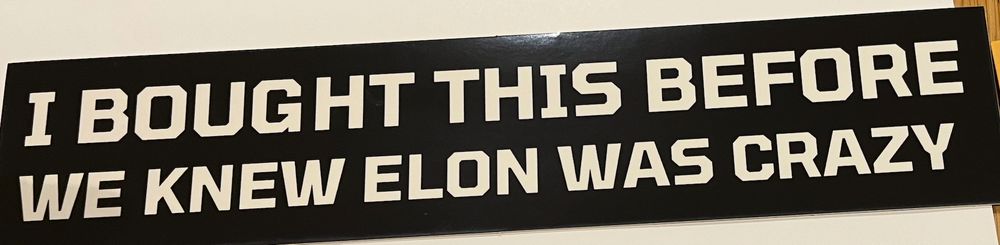 I BOUGHT THIS BEFORE
WE KNEW ELON WAS CRAZY